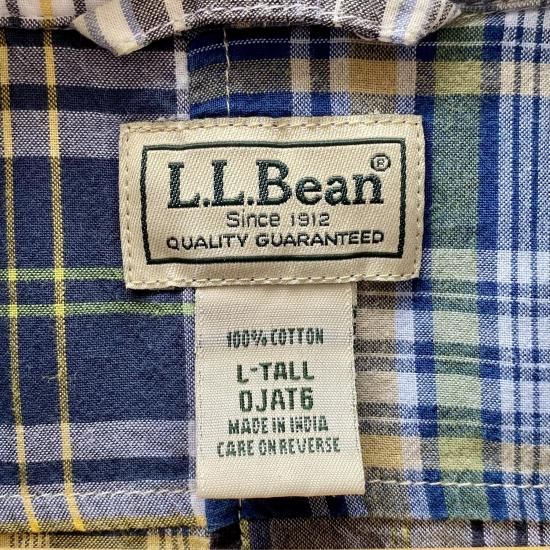 L.L.Bean®
Since 1912
QUALITY GUARANTEED
100% COTTON
L-TALL
0JAT6
MADE IN INDIA
CARE ON REVERSE